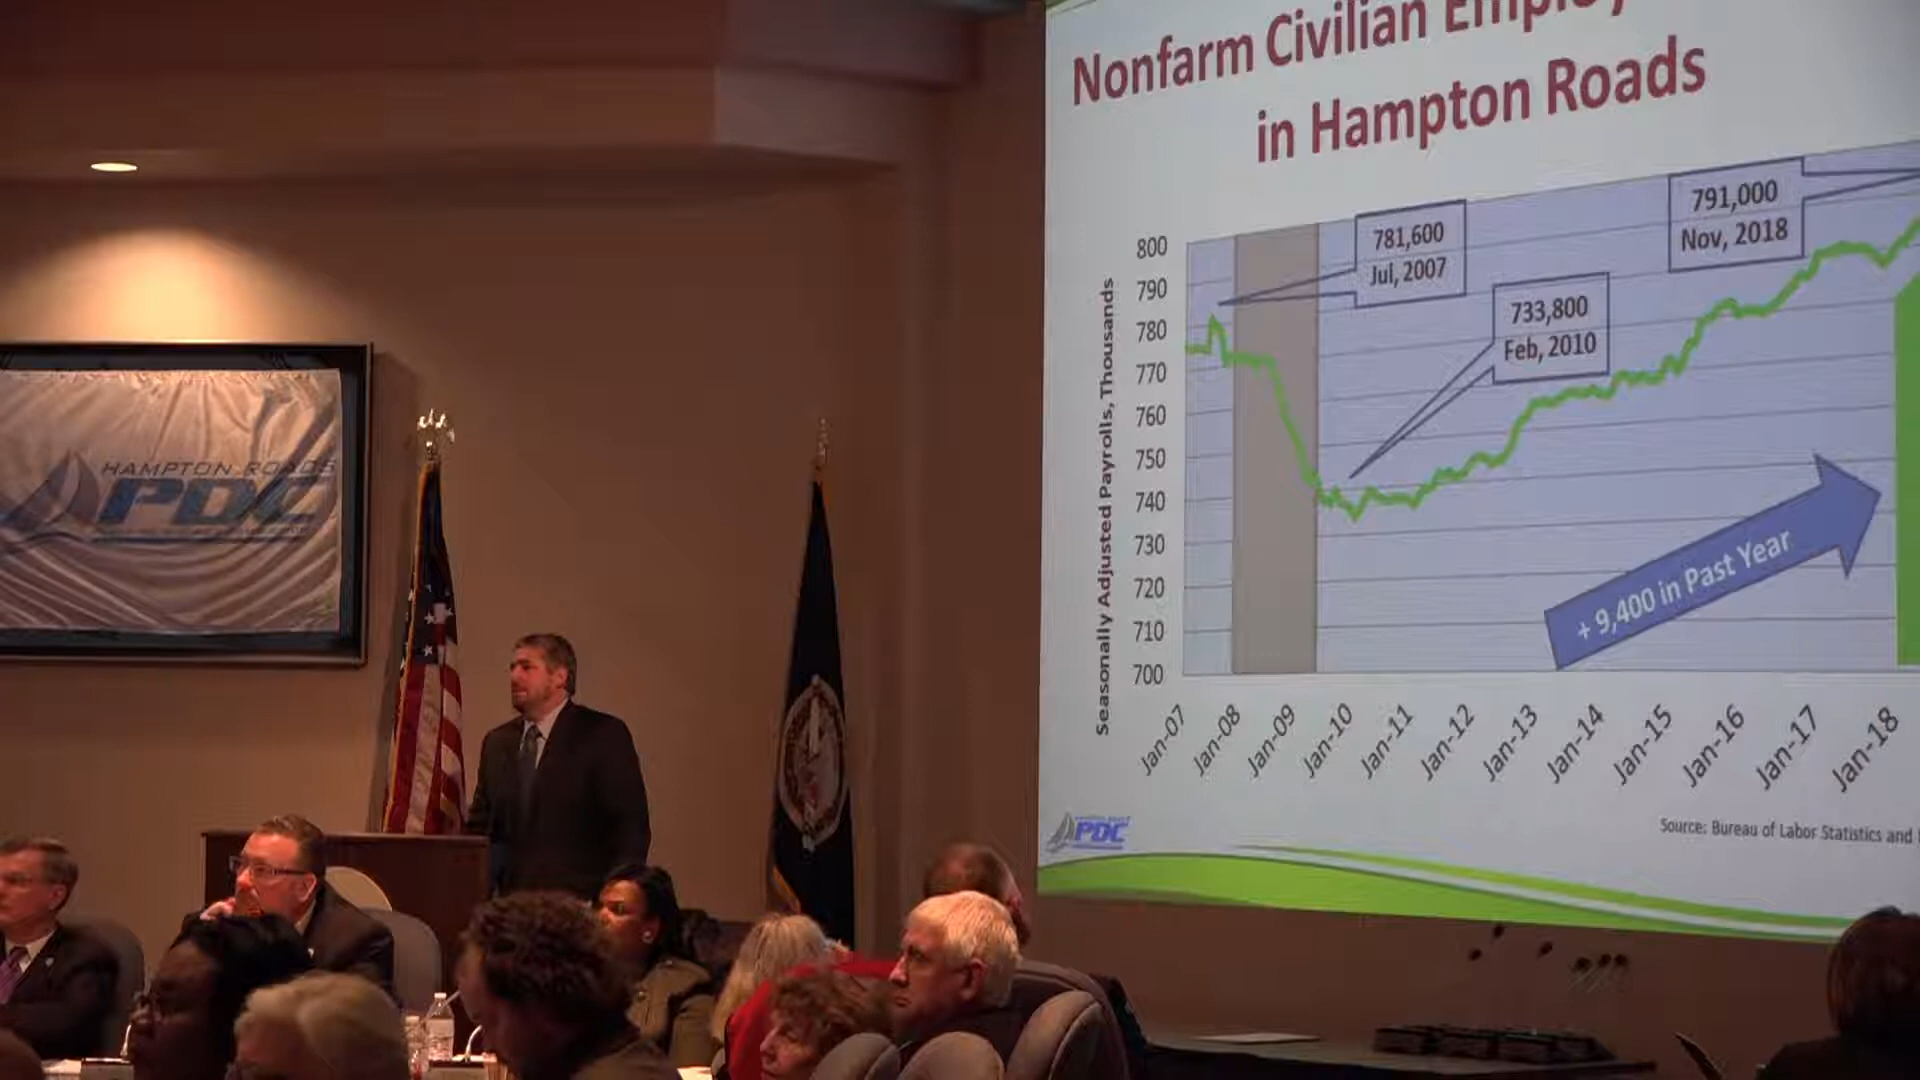 Nonfarm Civilian
in Hampton Roads
791,000
Nov, 2018
781,600
Jul, 2007
733,800
Feb, 2010
800
790
780
770
760
750
740
730
720
710
700
Seasonally Adjusted Payrolls, Thousands
+ 9,400 in Past Year
Jan-07
Jan-08
Jan-09
Jan-10
Jan-11
Jan-12
Jan-13
Jan-14
Jan-15
Jan-16
Jan-17
Jan-18
Source: Bureau of Labor Statistics and
PDC
HAMPTON ROADS
PDC